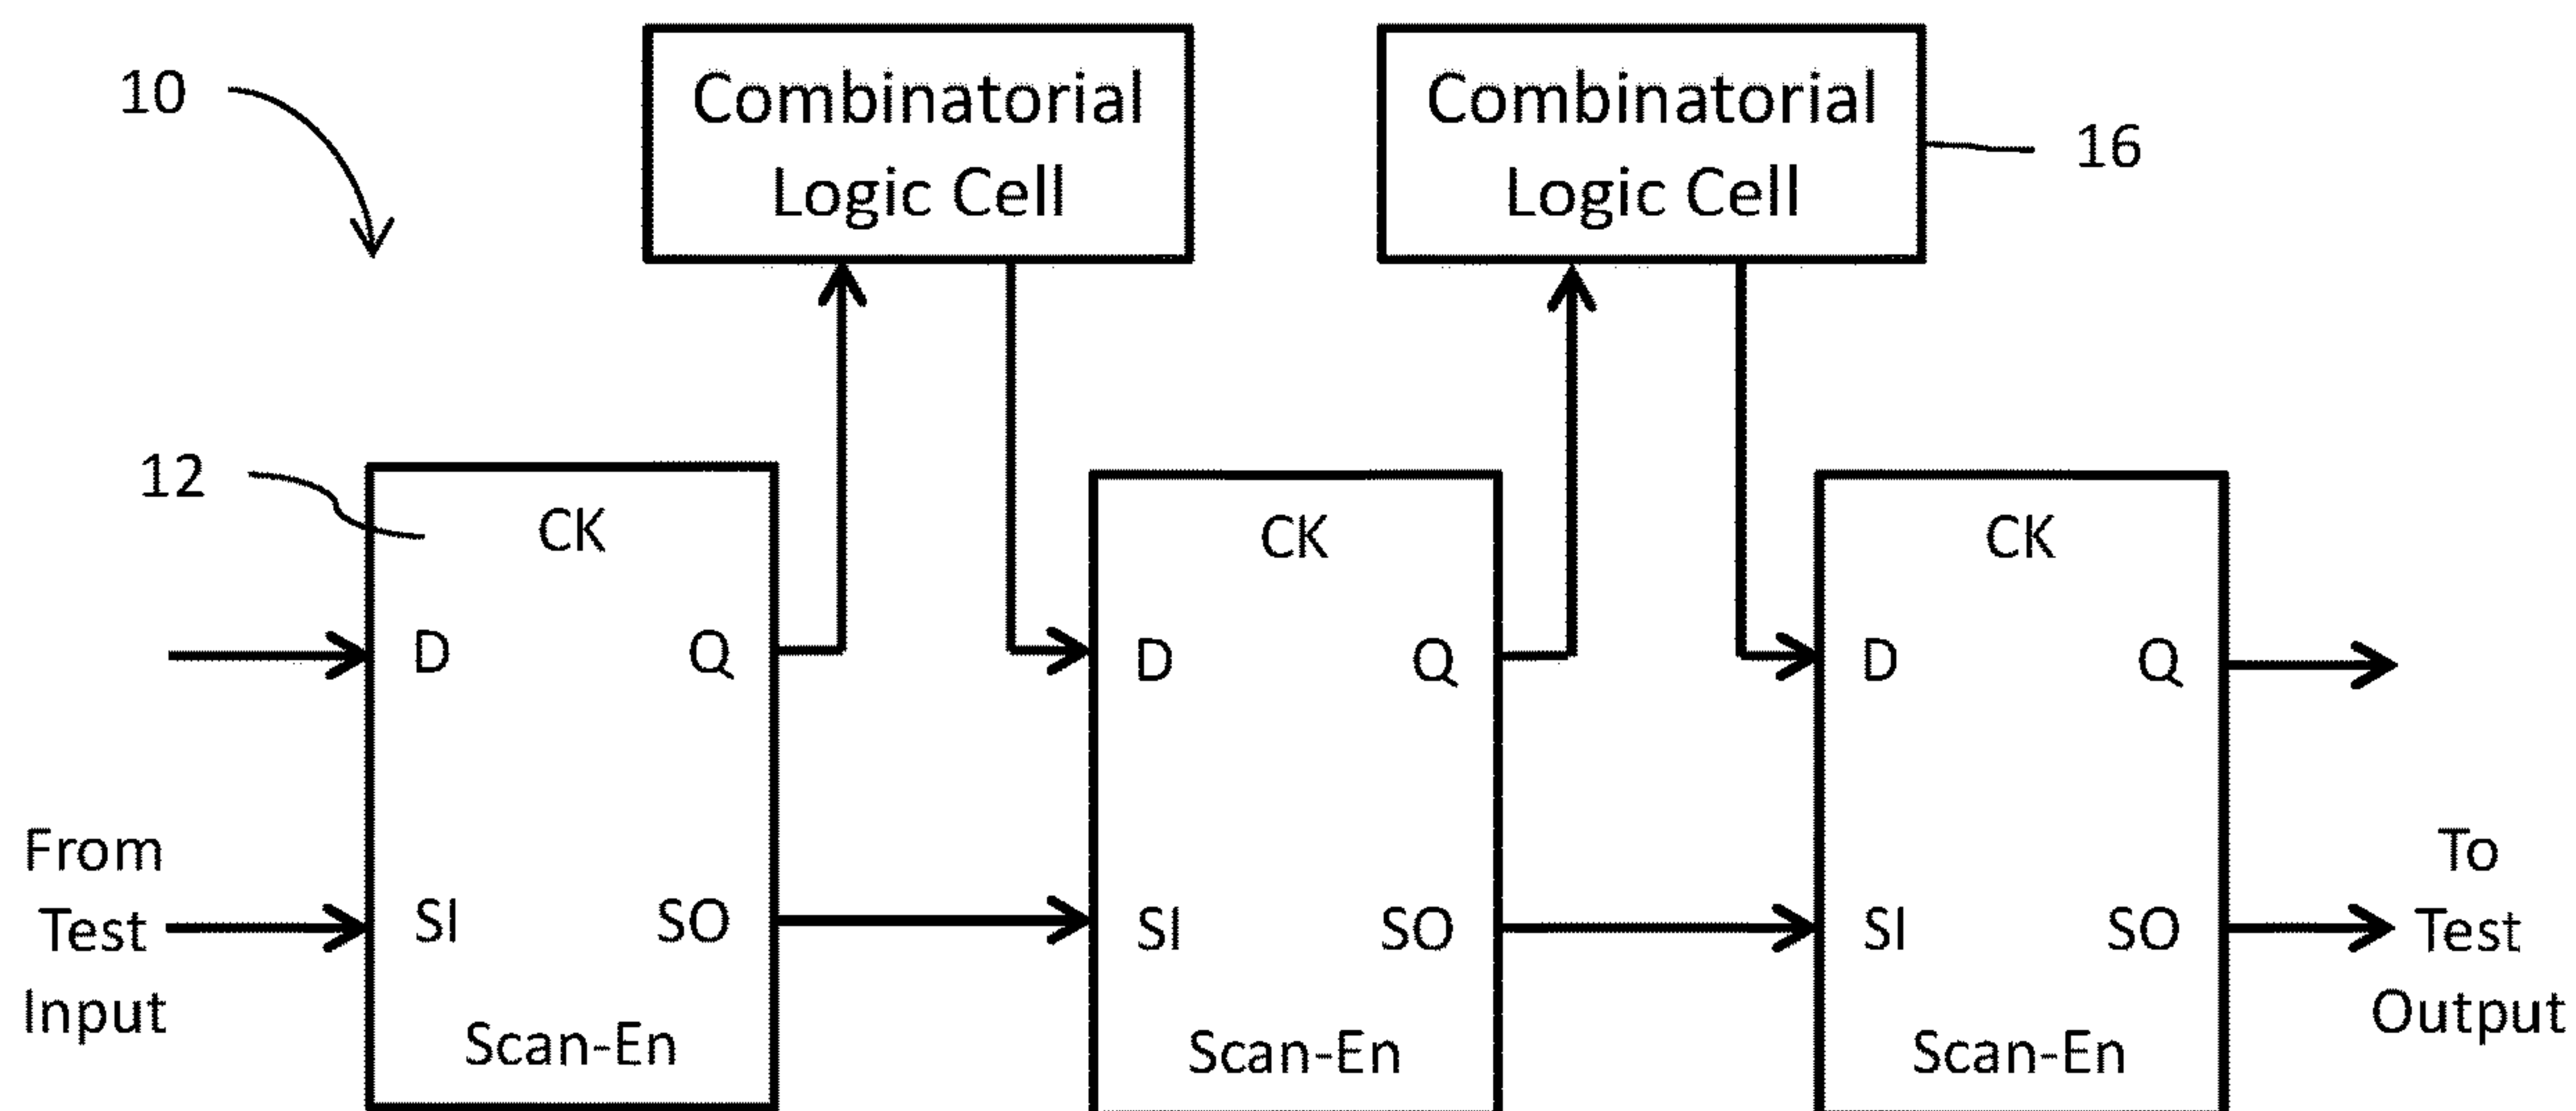 10
Combinatorial
Logic Cell
Combinatorial
Logic Cell
16
12
CK
D
Q
SI
SO
Scan-En
CK
D
Q
SI
SO
Scan-En
CK
D
Q
SI
SO
Scan-En
From
Test
Input
To
Test
Output